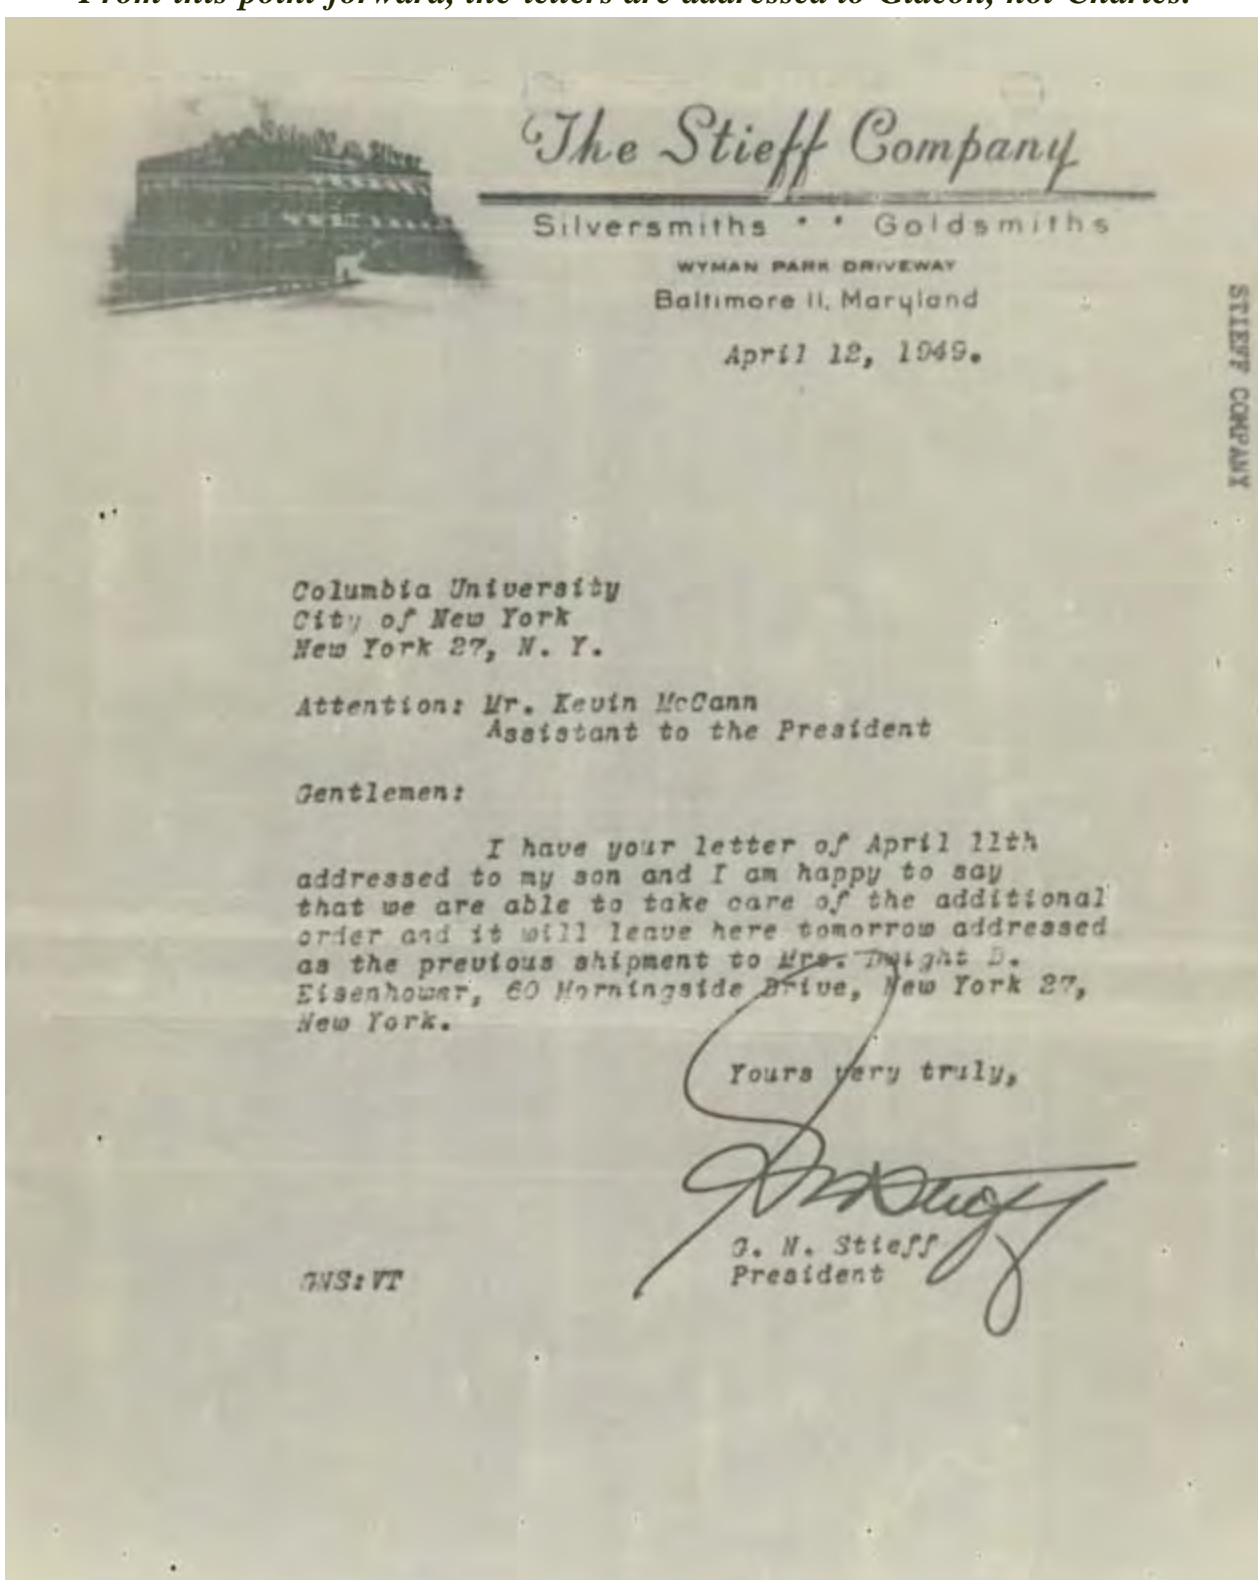 From this point forward, the letters are addressed to Gideon, not Charles.
The Stieff Company
Silversmiths · · Goldsmiths
WYMAN PARK DRIVEWAY
Baltimore 11, Maryland
April 12, 1949.
STIEFF COMPANY
Columbia University
City of New York
New York 27, N. Y.
Attention: Mr. Kevin McCann
Assistant to the President
Gentlemen:
I have your letter of April 11th
addressed to my son and I am happy to say
that we are able to take care of the additional
order and it will leave here tomorrow addressed
as the previous shipment to Mrs. Dwight D.
Eisenhower, 60 Morningside Drive, New York 27,
New York.
Yours very truly,
G. N. Stieff
President
GNS:VT